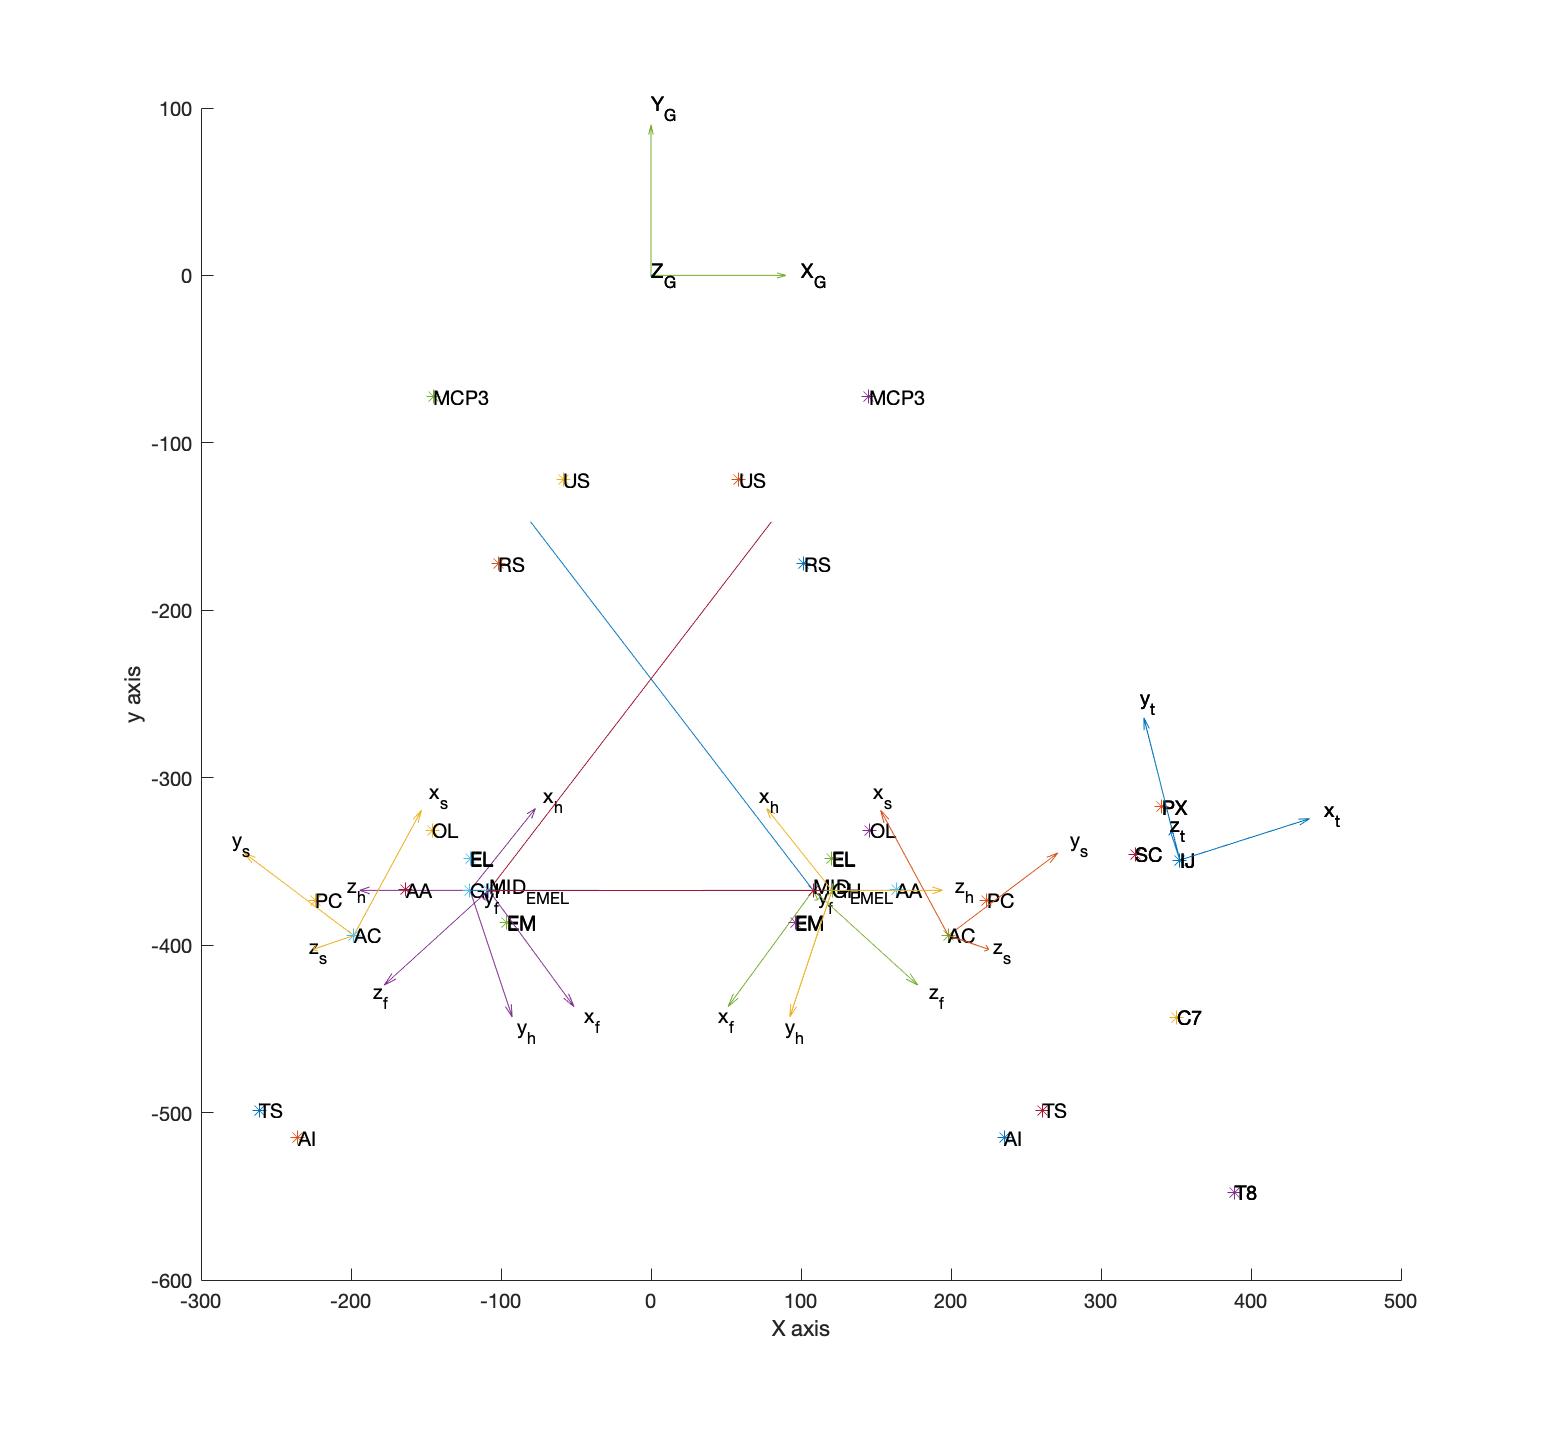 100
Y_G
0
Z_G
X_G
MCP3
MCP3
-100
US
US
RS
RS
-200
y axis
y_t
-300
x_s
x_h
x_h
x_s
PX
x_t
OL
OL
z_t
y_s
y_s
EL
EL
SC
IJ
z_h
AA
GH
MID_EMEL
MID_EMEL
GH
AA
z_h
PC
y_f
y_f
PC
EM
EM
-400
AC
AC
z_s
z_s
z_f
z_f
x_f
x_f
C7
y_h
y_h
-500
TS
TS
AI
AI
T8
-600
-300
-200
-100
0
100
200
300
400
500
X axis